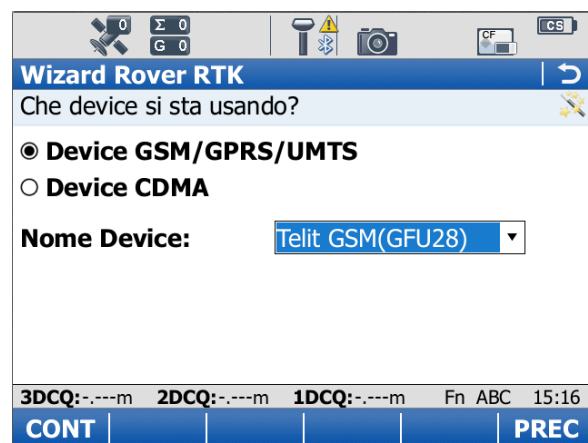 0 Σ 0 CF CS
G 0
Wizard Rover RTK
Che device si sta usando?
Device GSM/GPRS/UMTS
Device CDMA
Nome Device: Telit GSM(GFU28)
3DCQ:-.---m 2DCQ:-.---m 1DCQ:-.---m Fn ABC 15:16
CONT PREC